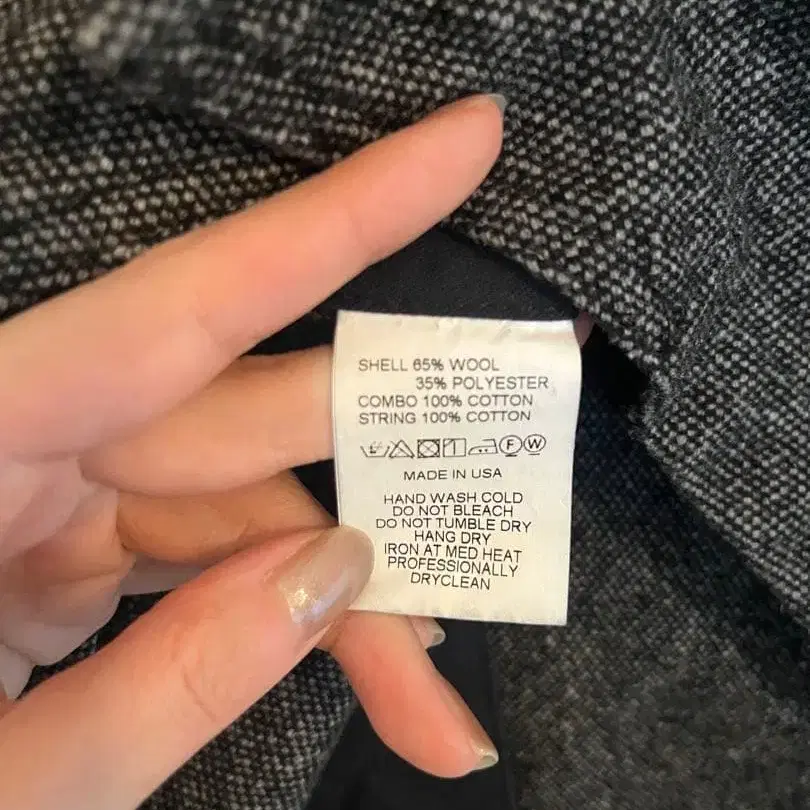 SHELL 65% WOOL
35% POLYESTER
COMBO 100% COTTON
STRING 100% COTTON
F W
MADE IN USA
HAND WASH COLD
DO NOT BLEACH
DO NOT TUMBLE DRY
HANG DRY
IRON AT MED HEAT
PROFESSIONALLY
DRYCLEAN